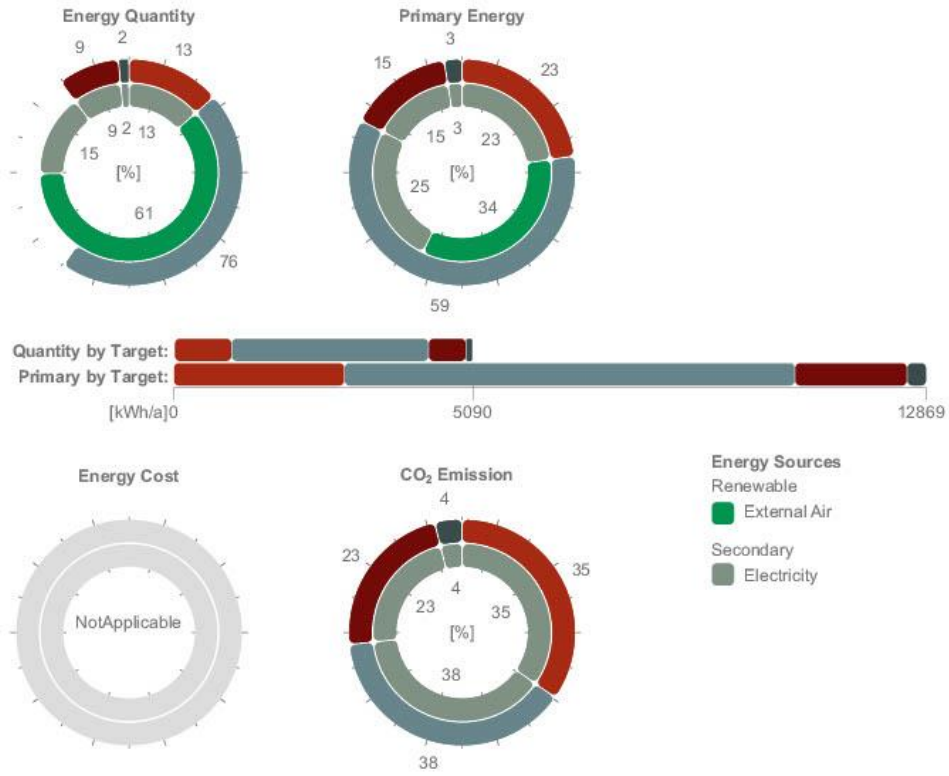 Energy Quantity
Primary Energy
9
2
13
9 2 13
15
[%]
61
76
3
15
23
15 3
23
[%]
25
34
59
Quantity by Target:
Primary by Target:
[kWh/a]0
5090
12869
Energy Cost
NotApplicable
CO₂ Emission
4
23
35
4
23
35
[%]
38
38
Energy Sources
Renewable
External Air
Secondary
Electricity